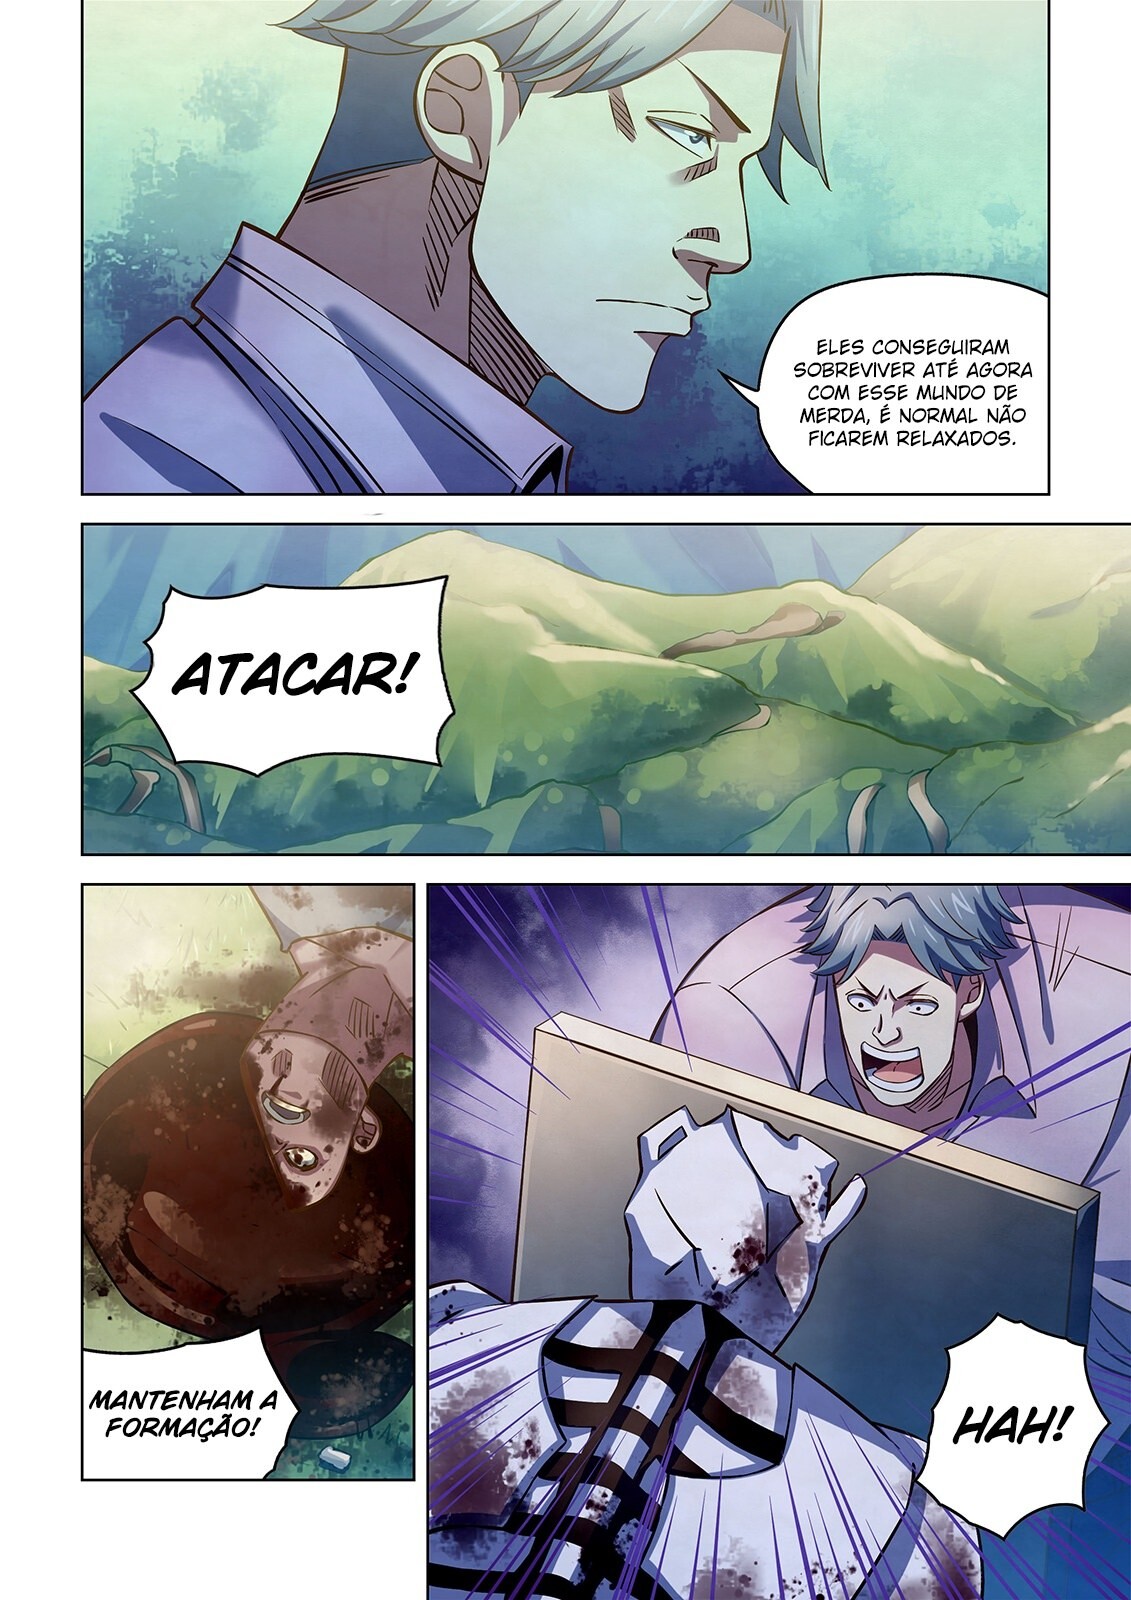 ELES CONSEGUIRAM
SOBREVIVER ATÉ AGORA
COM ESSE MUNDO DE
MERDA, É NORMAL NÃO
FICAREM RELAXADOS.
ATACAR!
MANTENHAM A
FORMAÇÃO!
HAH!